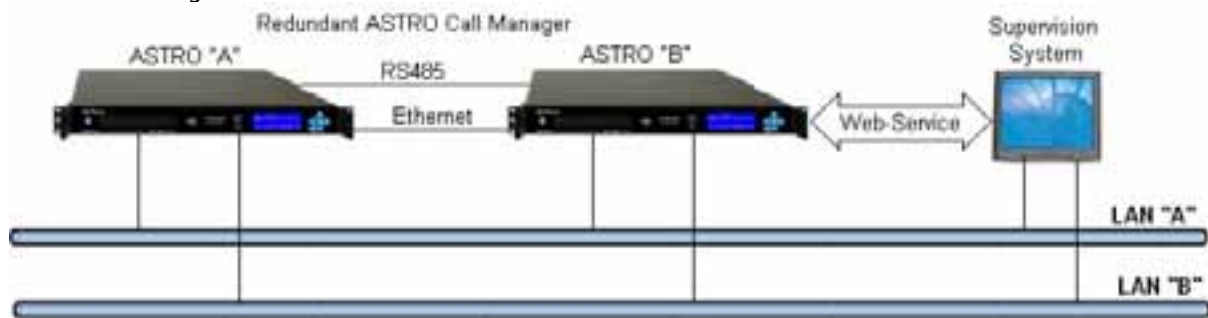 Redundant ASTRO Call Manager
ASTRO "A"
ASTRO "B"
Supervision
System
RS485
Ethernet
Web-Service
LAN "A"
LAN "B"